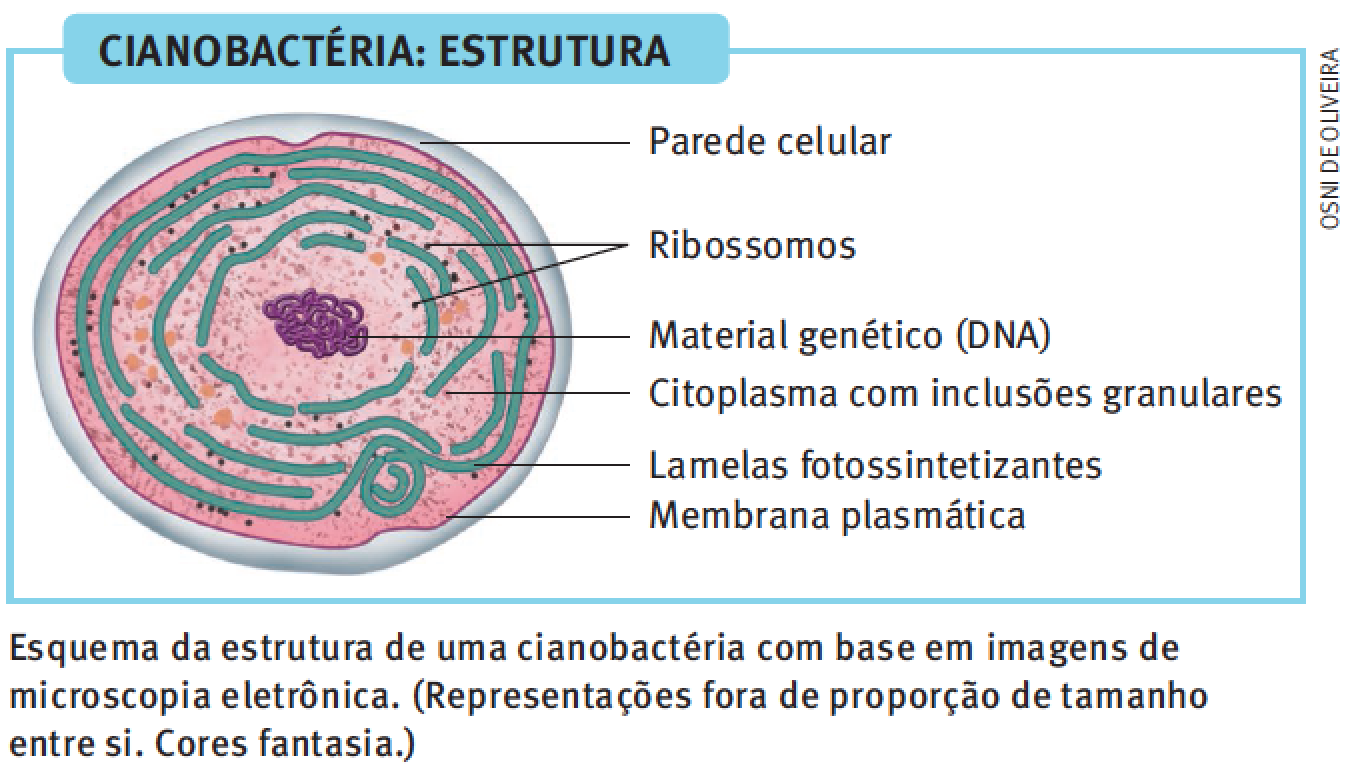 CIANOBACTÉRIA: ESTRUTURA
OSNI DE OLIVEIRA
Parede celular
Ribossomos
Material genético (DNA)
Citoplasma com inclusões granulares
Lamelas fotossintetizantes
Membrana plasmática
Esquema da estrutura de uma cianobactéria com base em imagens de
microscopia eletrônica. (Representações fora de proporção de tamanho
entre si. Cores fantasia.)